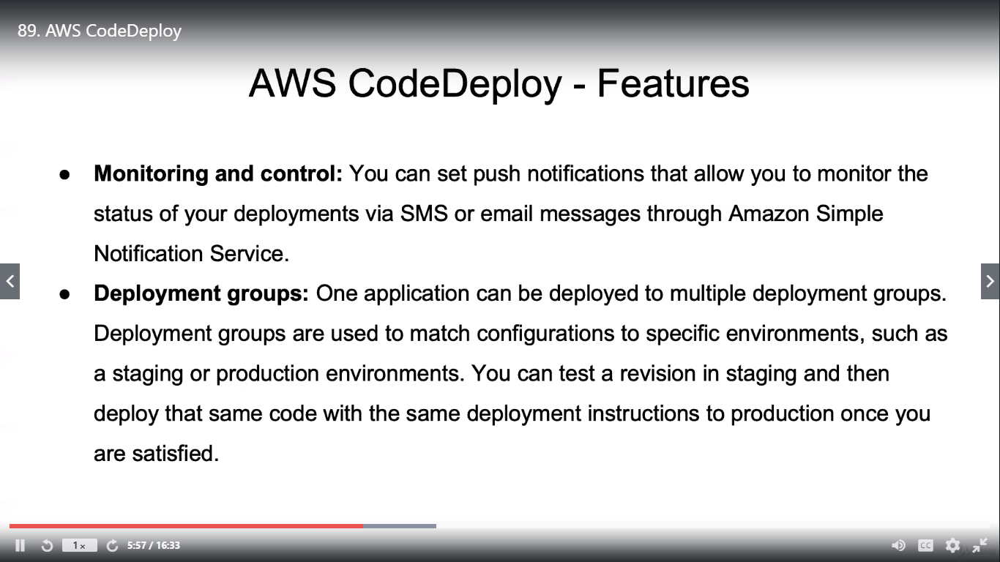 89. AWS CodeDeploy
AWS CodeDeploy - Features
● Monitoring and control: You can set push notifications that allow you to monitor the
status of your deployments via SMS or email messages through Amazon Simple
Notification Service.
● Deployment groups: One application can be deployed to multiple deployment groups.
Deployment groups are used to match configurations to specific environments, such as
a staging or production environments. You can test a revision in staging and then
deploy that same code with the same deployment instructions to production once you
are satisfied.
1x 5:57 / 16:33 CC